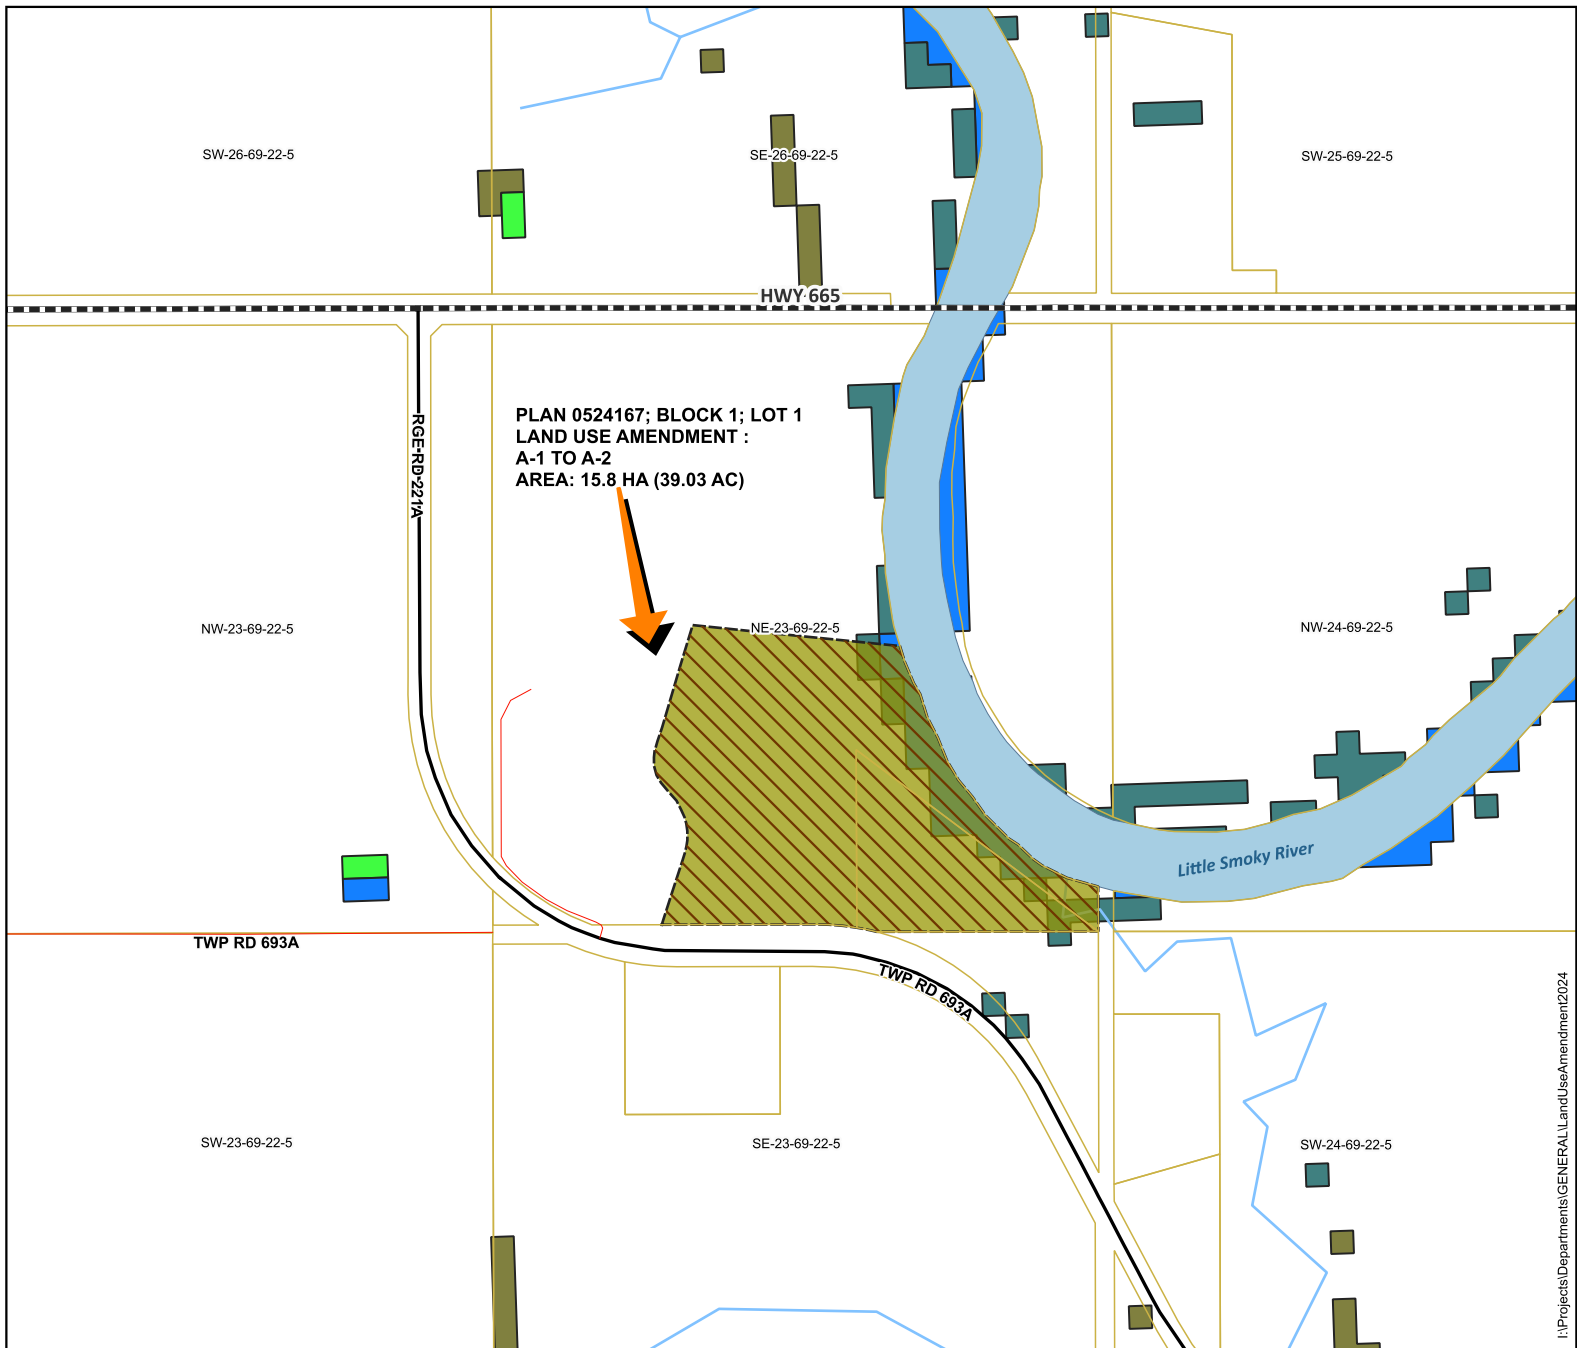 SW-26-69-22-5
SE-26-69-22-5
SW-25-69-22-5
HWY 665
RGE-RD-221A
PLAN 0524167; BLOCK 1; LOT 1
LAND USE AMENDMENT :
A-1 TO A-2
AREA: 15.8 HA (39.03 AC)
NW-23-69-22-5
NE-23-69-22-5
NW-24-69-22-5
Little Smoky River
TWP RD 693A
TWP RD 693A
SW-23-69-22-5
SE-23-69-22-5
SW-24-69-22-5
I:\Projects\Departments\GENERAL\LandUseAmendment2024